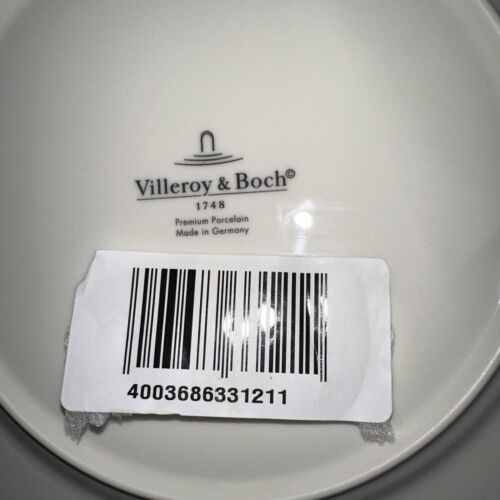 Villeroy & Boch©
1748
Premium Porcelain
Made in Germany
4003686331211